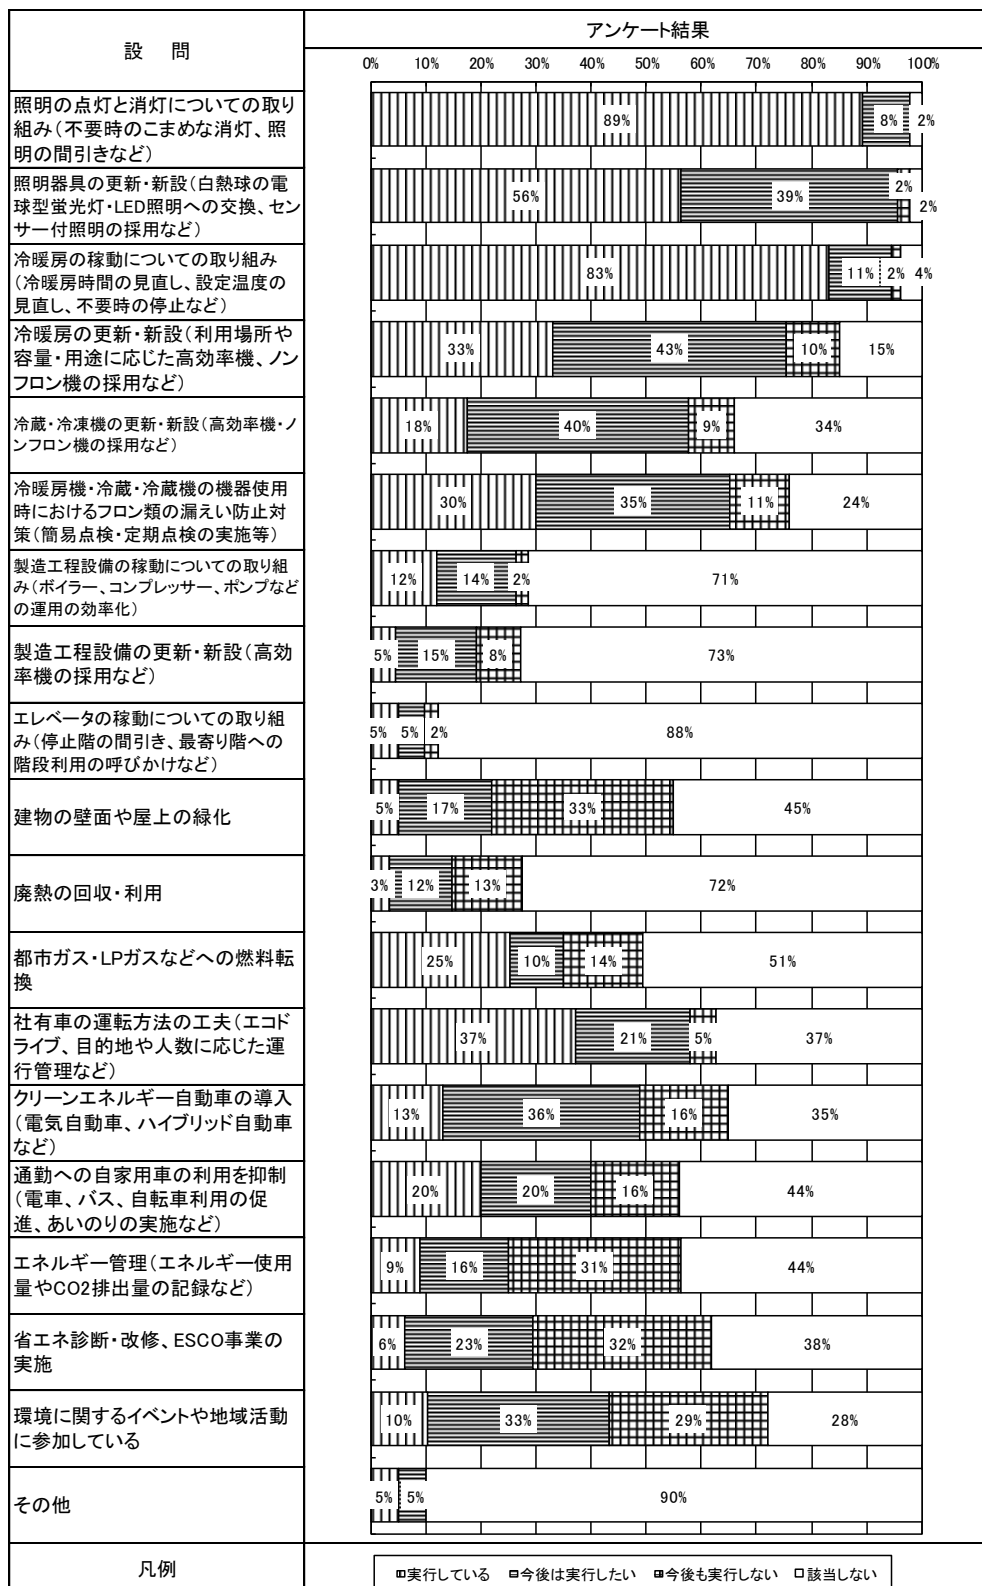 設　問
アンケート結果
0% 10% 20% 30% 40% 50% 60% 70% 80% 90% 100%
照明の点灯と消灯についての取り
組み(不要時のこまめな消灯、照
明の間引きなど)
89% 8% 2%
照明器具の更新・新設(白熱球の電
球型蛍光灯・LED照明への交換、セン
サー付照明の採用など)
56% 39% 2% 2%
冷暖房の稼動についての取り組み
(冷暖房時間の見直し、設定温度の
見直し、不要時の停止など)
83% 11% 2% 4%
冷暖房の更新・新設(利用場所や
容量・用途に応じた高効率機、ノン
フロン機の採用など)
33% 43% 10% 15%
冷蔵・冷凍機の更新・新設(高効率機・ノ
ンフロン機の採用など)
18% 40% 9% 34%
冷暖房機・冷蔵・冷蔵機の機器使用
時におけるフロン類の漏えい防止対
策(簡易点検・定期点検の実施等)
30% 35% 11% 24%
製造工程設備の稼動についての取り組
み(ボイラー、コンプレッサー、ポンプなど
の運用の効率化)
12% 14% 2% 71%
製造工程設備の更新・新設(高効
率機の採用など)
5% 15% 8% 73%
エレベータの稼動についての取り組
み(停止階の間引き、最寄り階への
階段利用の呼びかけなど)
5% 5% 2% 88%
建物の壁面や屋上の緑化
5% 17% 33% 45%
廃熱の回収・利用
3% 12% 13% 72%
都市ガス・LPガスなどへの燃料転
換
25% 10% 14% 51%
社有車の運転方法の工夫(エコド
ライブ、目的地や人数に応じた運
行管理など)
37% 21% 5% 37%
クリーンエネルギー自動車の導入
(電気自動車、ハイブリッド自動車
など)
13% 36% 16% 35%
通勤への自家用車の利用を抑制
(電車、バス、自転車利用の促
進、あいのりの実施など)
20% 20% 16% 44%
エネルギー管理(エネルギー使用
量やCO2排出量の記録など)
9% 16% 31% 44%
省エネ診断・改修、ESCO事業の
実施
6% 23% 32% 38%
環境に関するイベントや地域活動
に参加している
10% 33% 29% 28%
その他
5% 5% 90%
凡例
実行している 今後は実行したい 今後も実行しない 該当しない